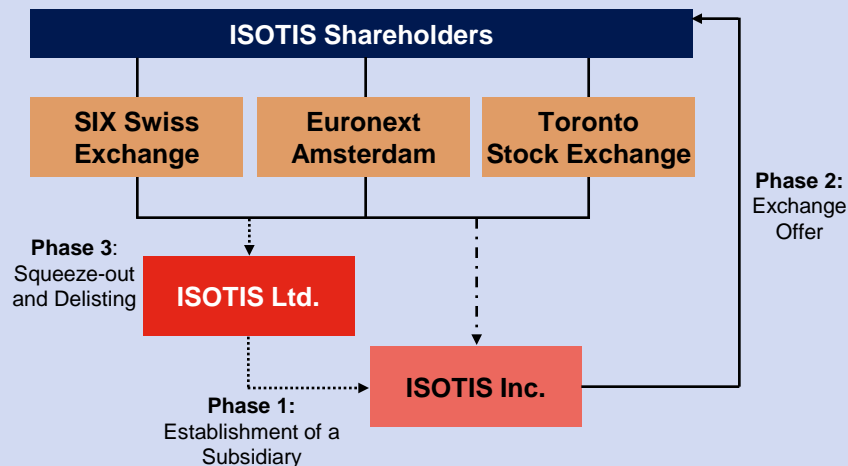 ISOTIS Shareholders
SIX Swiss
Exchange
Euronext
Amsterdam
Toronto
Stock Exchange
Phase 2:
Exchange
Offer
Phase 3:
Squeeze-out
and Delisting
ISOTIS Ltd.
ISOTIS Inc.
Phase 1:
Establishment of a
Subsidiary